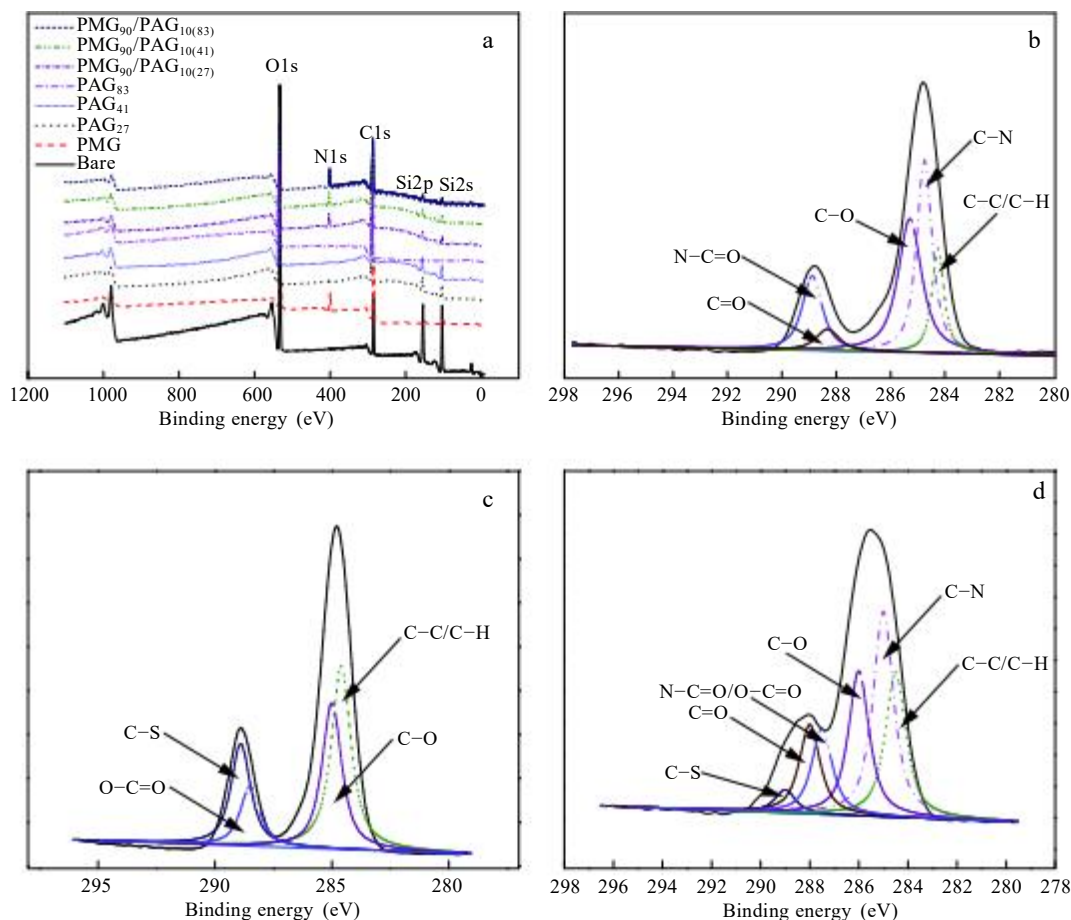 PMG90/PAG10(83)
PMG90/PAG10(41)
PMG90/PAG10(27)
PAG83
PAG41
PAG27
PMG
Bare
a
O1s
C1s
N1s
Si2p
Si2s
1200 1000 800 600 400 200 0
Binding energy (eV)
b
C−N
C−C/C−H
C−O
N−C=O
C=O
298 296 294 292 290 288 286 284 282 280
Binding energy (eV)
c
C−C/C−H
C−S
C−O
O−C=O
295 290 285 280
Binding energy (eV)
d
C−N
C−O
C−C/C−H
N−C=O/O−C=O
C=O
C−S
298 296 294 292 290 288 286 284 282 280 278
Binding energy (eV)